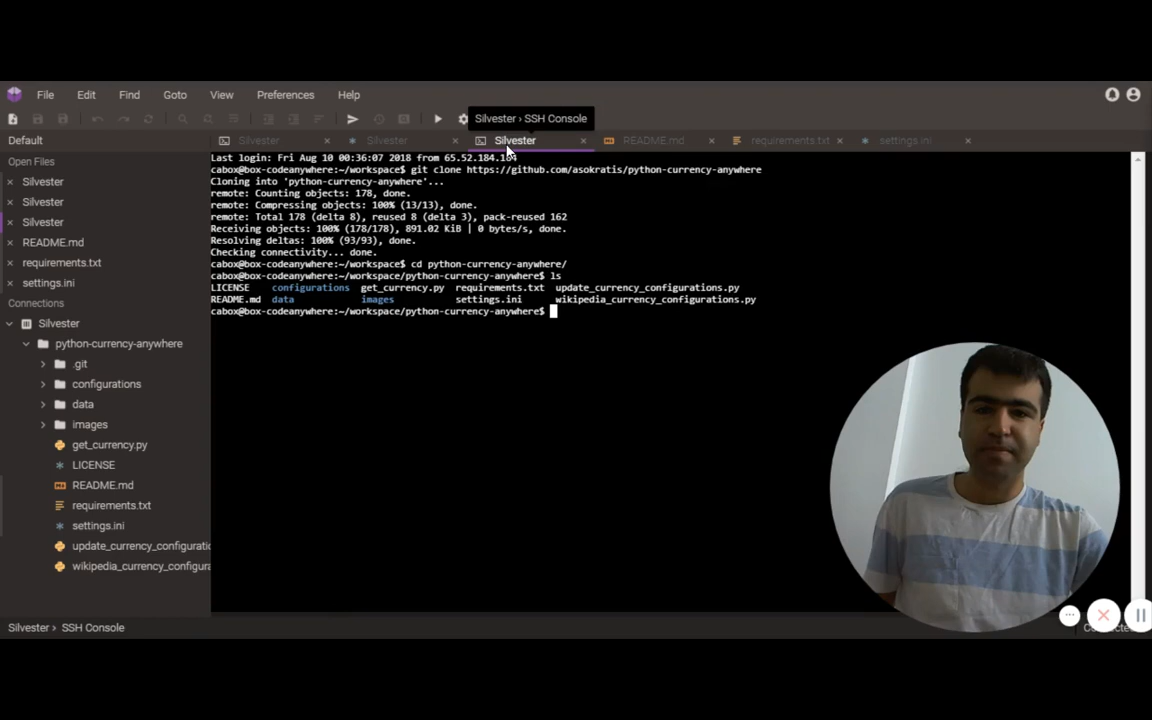 File Edit Find Goto View Preferences Help
Silvester › SSH Console
Default
Silvester Silvester Silvester README.md requirements.txt settings.ini
Open Files
Silvester
Silvester
Silvester
README.md
requirements.txt
settings.ini
Connections
Silvester
python-currency-anywhere
.git
configurations
data
images
get_currency.py
LICENSE
README.md
requirements.txt
settings.ini
update_currency_configuratic
wikipedia_currency_configura
Last login: Fri Aug 10 00:36:07 2018 from 65.52.184.104
cabox@box-codeanywhere:~/workspace$ git clone https://github.com/asokratis/python-currency-anywhere
Cloning into 'python-currency-anywhere'...
remote: Counting objects: 178, done.
remote: Compressing objects: 100% (13/13), done.
remote: Total 178 (delta 8), reused 8 (delta 3), pack-reused 162
Receiving objects: 100% (178/178), 891.02 KiB | 0 bytes/s, done.
Resolving deltas: 100% (93/93), done.
Checking connectivity... done.
cabox@box-codeanywhere:~/workspace$ cd python-currency-anywhere/
cabox@box-codeanywhere:~/workspace/python-currency-anywhere$ ls
LICENSE configurations get_currency.py requirements.txt update_currency_configurations.py
README.md data images settings.ini wikipedia_currency_configurations.py
cabox@box-codeanywhere:~/workspace/python-currency-anywhere$
Silvester › SSH Console